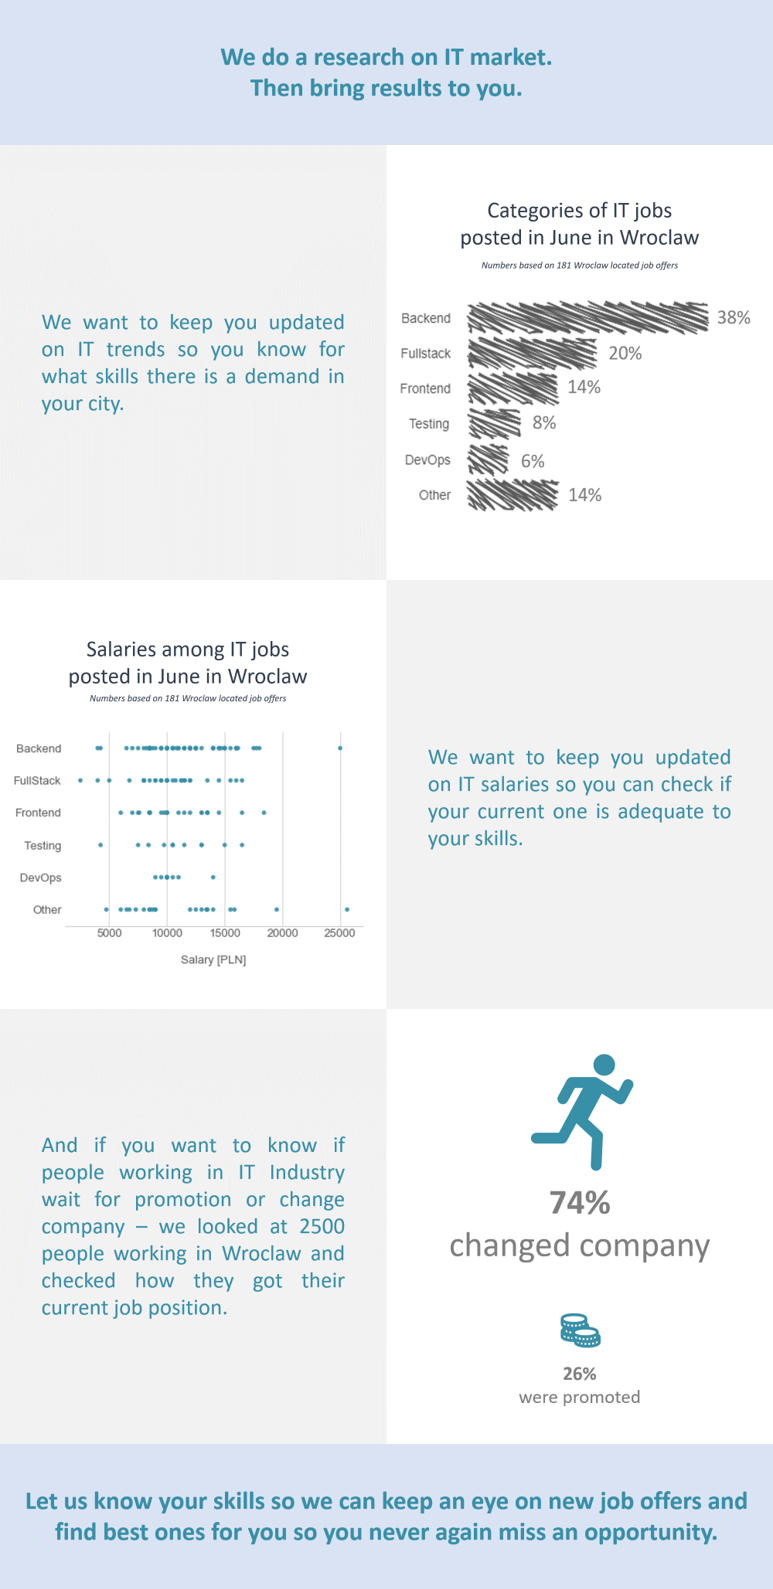 We do a research on IT market.
Then bring results to you.
We want to keep you updated
on IT trends so you know for
what skills there is a demand in
your city.
Categories of IT jobs
posted in June in Wroclaw
Numbers based on 181 Wroclaw located job offers
Backend 38%
Fullstack 20%
Frontend 14%
Testing 8%
DevOps 6%
Other 14%
Salaries among IT jobs
posted in June in Wroclaw
Numbers based on 181 Wroclaw located job offers
Backend
FullStack
Frontend
Testing
DevOps
Other
5000 10000 15000 20000 25000
Salary [PLN]
We want to keep you updated
on IT salaries so you can check if
your current one is adequate to
your skills.
And if you want to know if
people working in IT Industry
wait for promotion or change
company – we looked at 2500
people working in Wroclaw and
checked how they got their
current job position.
74%
changed company
26%
were promoted
Let us know your skills so we can keep an eye on new job offers and
find best ones for you so you never again miss an opportunity.